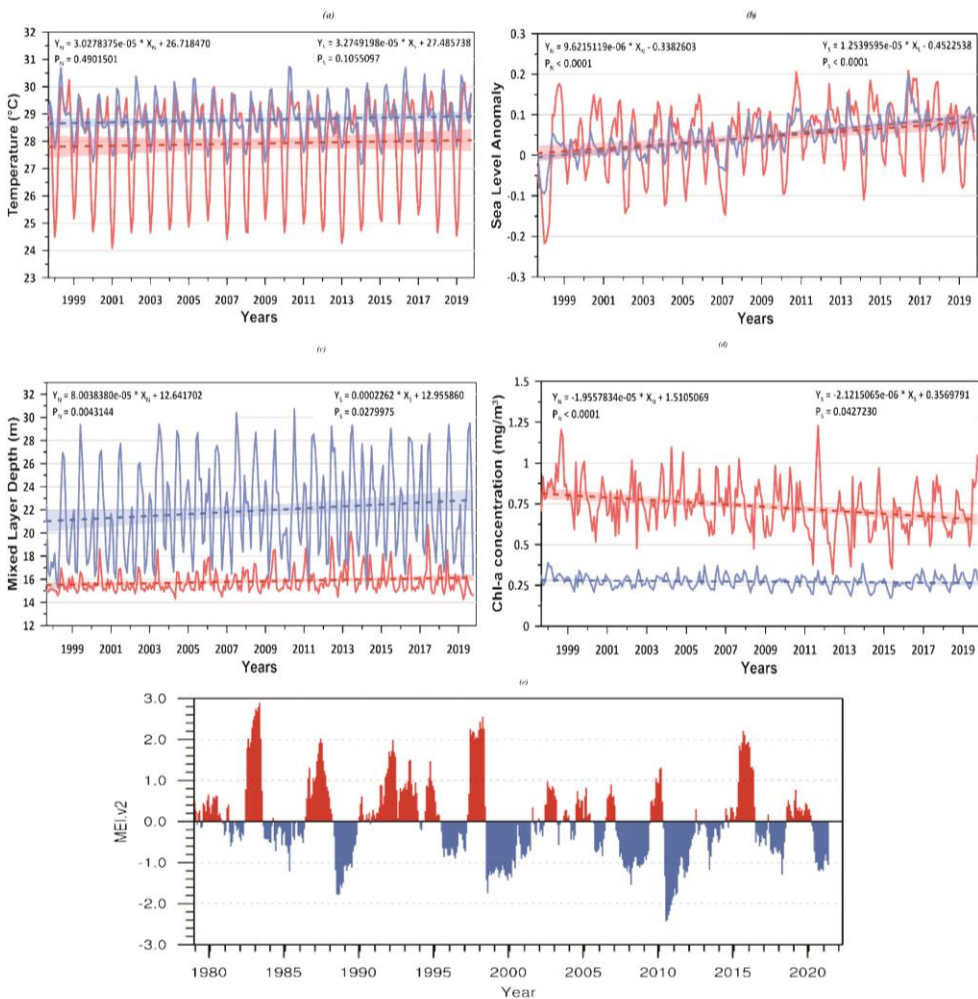 (a)
Y_N = 3.0278375e-05 * X_N + 26.718470
P_N = 0.4901501
Y_S = 3.2749198e-05 * X_S + 27.485738
P_S = 0.1055097
Temperature (°C)
32
31
30
29
28
27
26
25
24
23
1999 2001 2003 2005 2007 2009 2011 2013 2015 2017 2019
Years
(b)
Y_N = 9.6215119e-06 * X_N - 0.3382603
P_N < 0.0001
Y_S = 1.2539595e-05 * X_S - 0.4522538
P_S < 0.0001
Sea Level Anomaly
0.3
0.2
0.1
0
-0.1
-0.2
-0.3
1999 2001 2003 2005 2007 2009 2011 2013 2015 2017 2019
Years
(c)
Y_N = 8.0038380e-05 * X_N + 12.641702
P_N = 0.0043144
Y_S = 0.0002262 * X_S + 12.955860
P_S = 0.0279975
Mixed Layer Depth (m)
32
30
28
26
24
22
20
18
16
14
12
1999 2001 2003 2005 2007 2009 2011 2013 2015 2017 2019
Years
(d)
Y_N = -1.9557834e-05 * X_N + 1.5105069
P_N < 0.0001
Y_S = -2.1215065e-06 * X_S + 0.3569791
P_S = 0.0427230
Chl-a concentration (mg/m³)
1.5
1.25
1
0.75
0.5
0.25
0
1999 2001 2003 2005 2007 2009 2011 2013 2015 2017 2019
Years
(e)
MEI.v2
3.0
2.0
1.0
0.0
-1.0
-2.0
-3.0
1980 1985 1990 1995 2000 2005 2010 2015 2020
Year